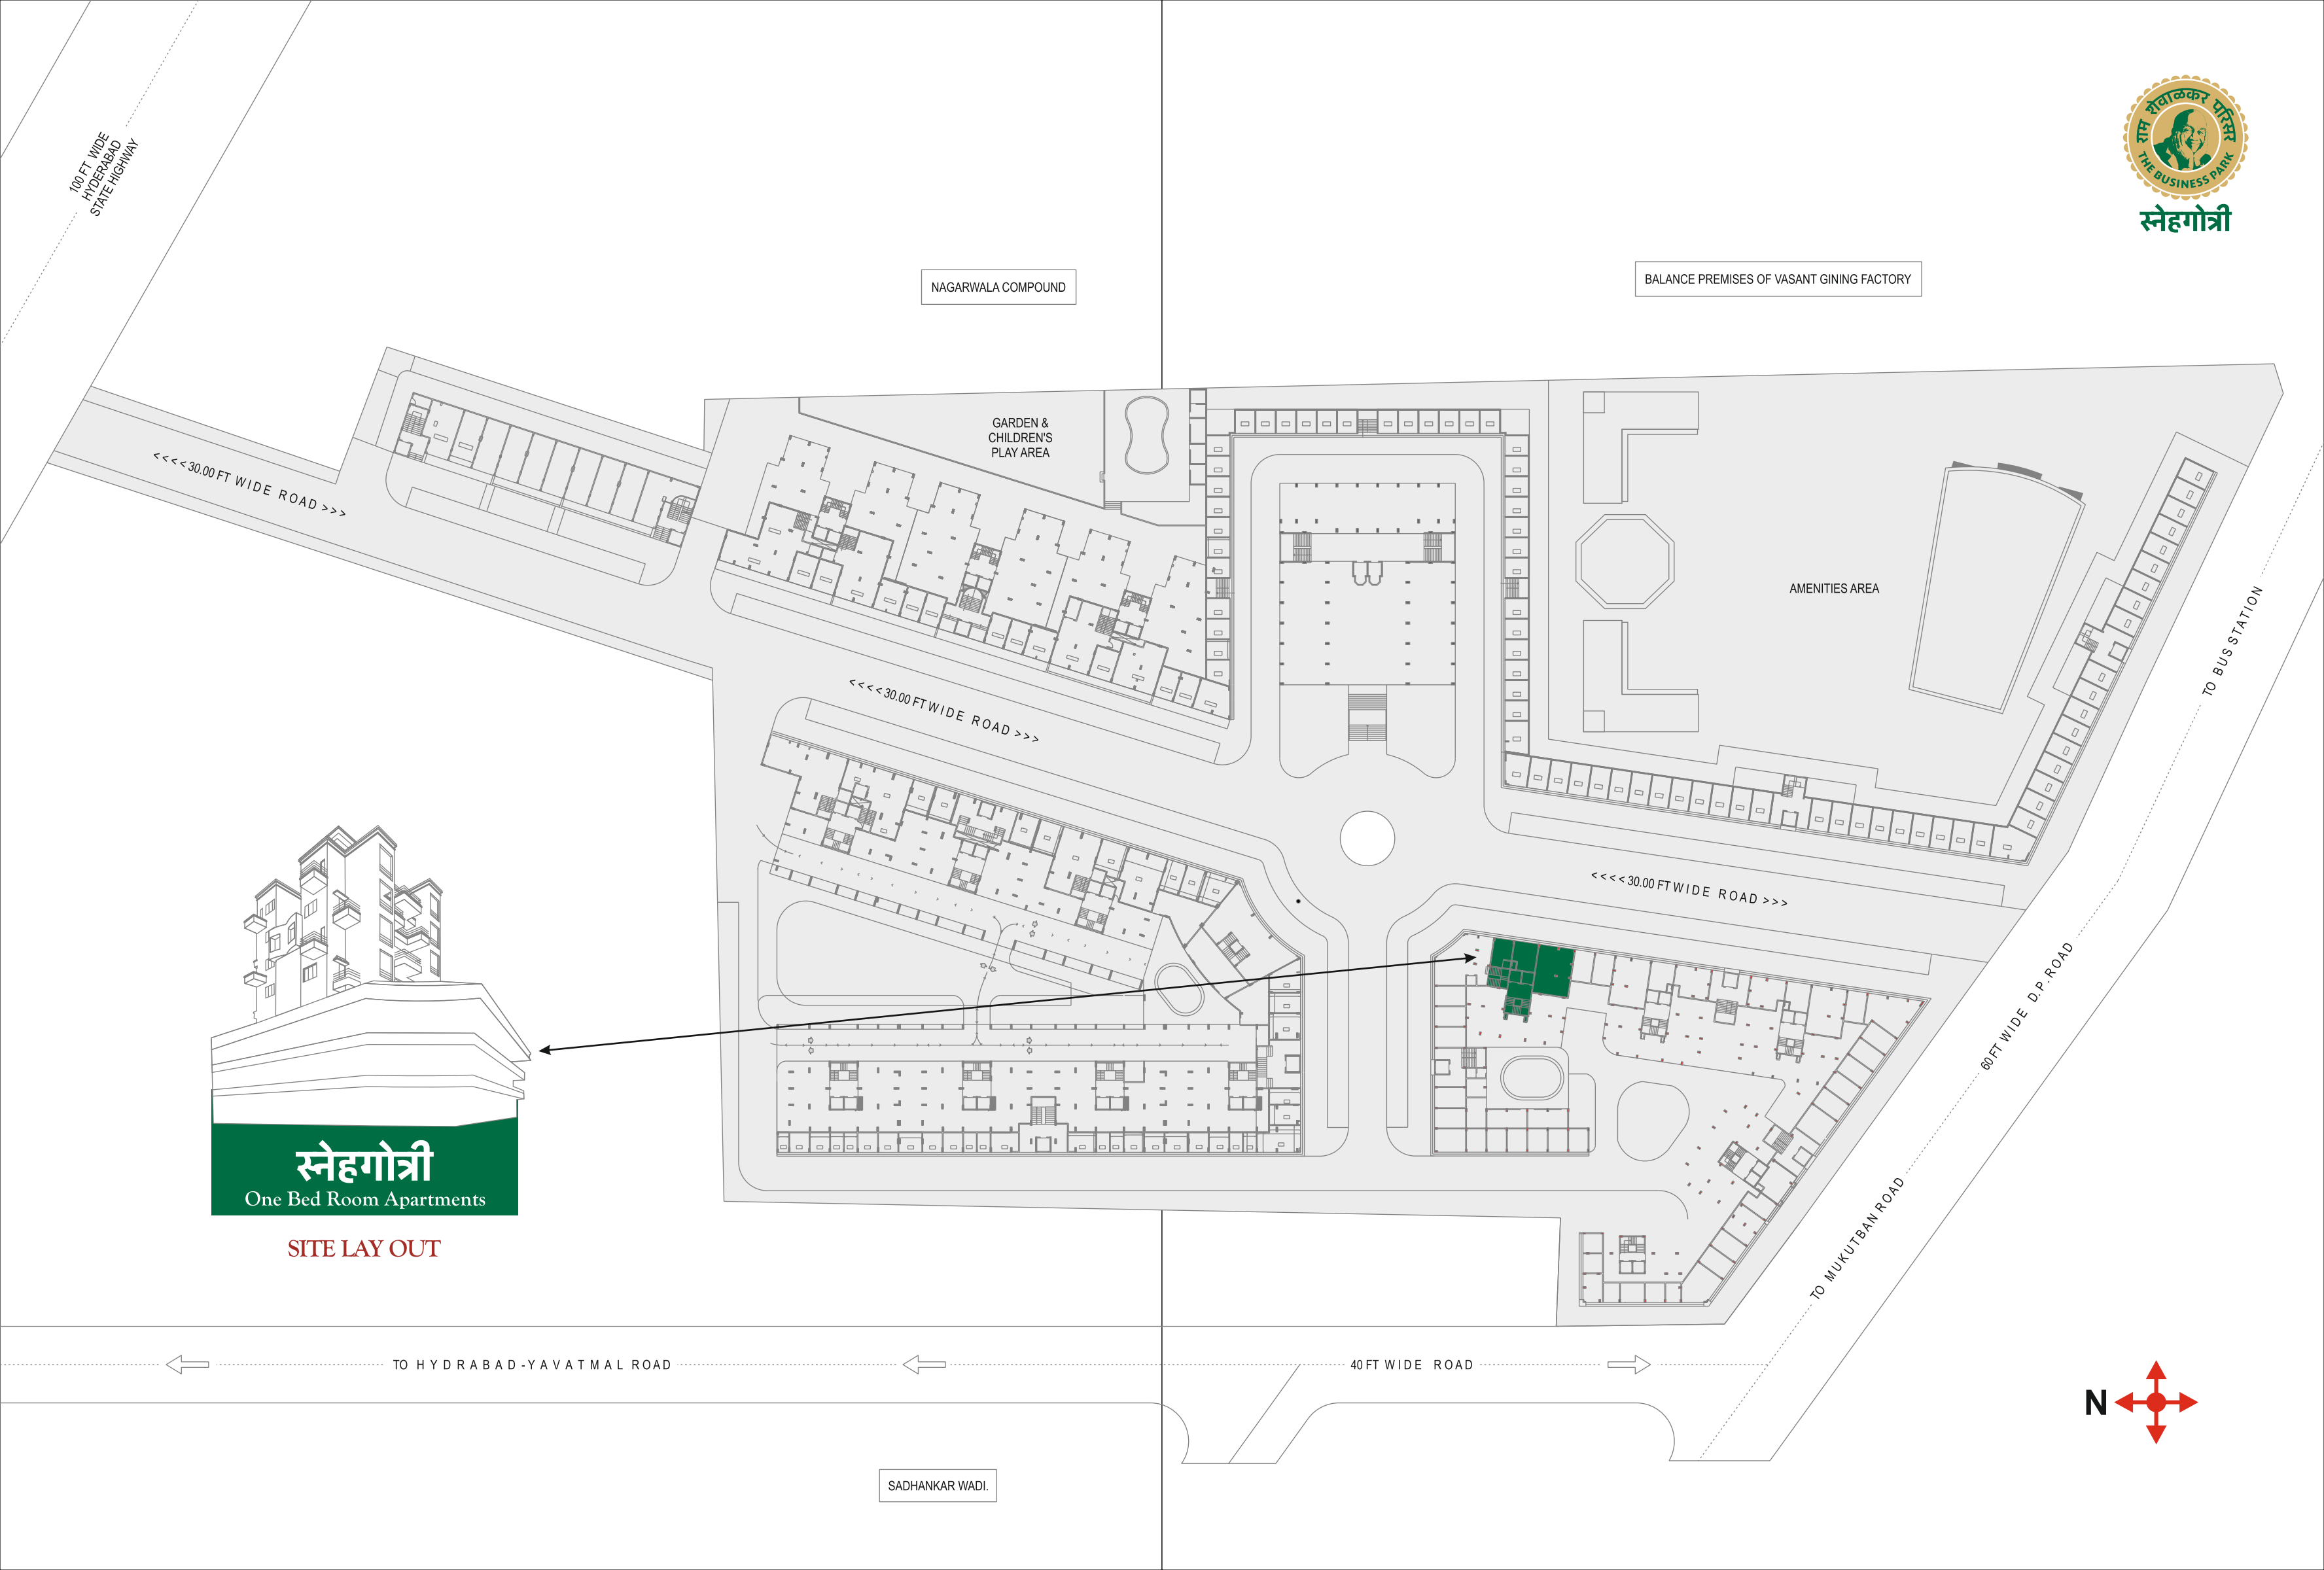 राम शेवाळकर परिसर
THE BUSINESS PARK
स्नेहगोत्री
100 FT WIDE
HYDERABAD
STATE HIGHWAY
NAGARWALA COMPOUND
BALANCE PREMISES OF VASANT GINING FACTORY
GARDEN &
CHILDREN'S
PLAY AREA
<<<< 30.00 FT WIDE ROAD >>>
AMENITIES AREA
TO BUS STATION
<<<< 30.00 FT WIDE ROAD >>>
<<<< 30.00 FT WIDE ROAD >>>
60 FT WIDE D.P. ROAD
स्नेहगोत्री
One Bed Room Apartments
SITE LAY OUT
TO MUKUTBAN ROAD
TO HYDRABAD-YAVATMAL ROAD
40 FT WIDE ROAD
N
SADHANKAR WADI.